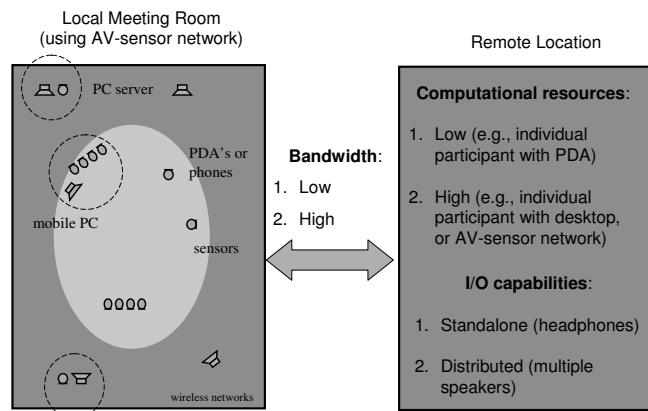 Local Meeting Room
(using AV-sensor network)
PC server
PDA's or
phones
mobile PC
sensors
wireless networks
Bandwidth:
1. Low
2. High
Remote Location
Computational resources:
1. Low (e.g., individual
participant with PDA)
2. High (e.g., individual
participant with desktop,
or AV-sensor network)
I/O capabilities:
1. Standalone (headphones)
2. Distributed (multiple
speakers)